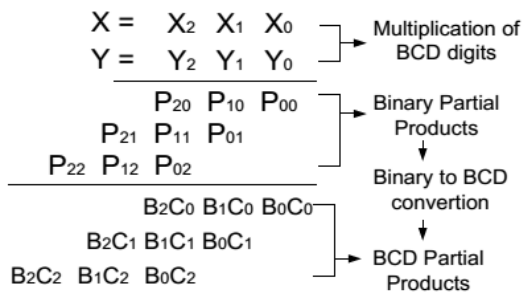 X = X2 X1 X0
Y = Y2 Y1 Y0
Multiplication of
BCD digits
P20 P10 P00
P21 P11 P01
P22 P12 P02
Binary Partial
Products
Binary to BCD
convertion
B2C0 B1C0 B0C0
B2C1 B1C1 B0C1
B2C2 B1C2 B0C2
BCD Partial
Products